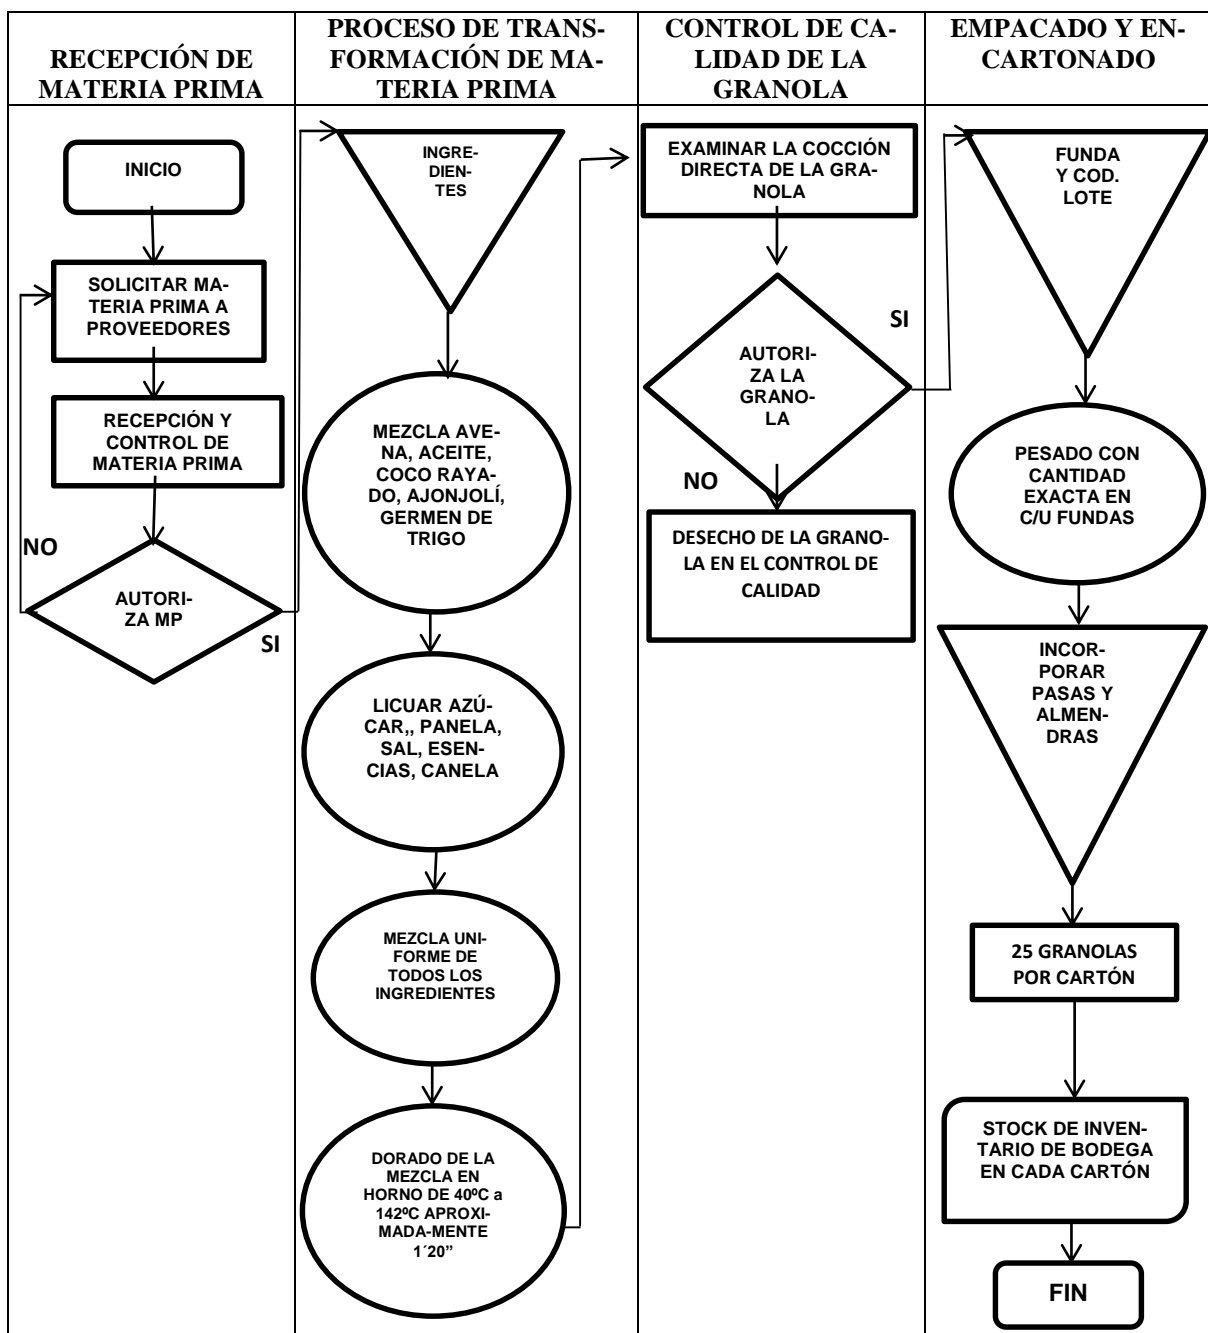 RECEPCIÓN DE
MATERIA PRIMA
PROCESO DE TRANS-
FORMACIÓN DE MA-
TERIA PRIMA
CONTROL DE CA-
LIDAD DE LA
GRANOLA
EMPACADO Y EN-
CARTONADO
INICIO
SOLICITAR MA-
TERIA PRIMA A
PROVEEDORES
RECEPCIÓN Y
CONTROL DE
MATERIA PRIMA
NO
AUTORI-
ZA MP
SI
INGRE-
DIEN-
TES
MEZCLA AVE-
NA, ACEITE,
COCO RAYA-
DO, AJONJOLÍ,
GERMEN DE
TRIGO
LICUAR AZÚ-
CAR,, PANELA,
SAL, ESEN-
CIAS, CANELA
MEZCLA UNI-
FORME DE
TODOS LOS
INGREDIENTES
DORADO DE LA
MEZCLA EN
HORNO DE 40ºC a
142ºC APROXI-
MADA-MENTE
1´20”
EXAMINAR LA COCCIÓN
DIRECTA DE LA GRA-
NOLA
SI
AUTORI-
ZA LA
GRANO-
LA
NO
DESECHO DE LA GRANO-
LA EN EL CONTROL DE
CALIDAD
FUNDA
Y COD.
LOTE
PESADO CON
CANTIDAD
EXACTA EN
C/U FUNDAS
INCOR-
PORAR
PASAS Y
ALMEN-
DRAS
25 GRANOLAS
POR CARTÓN
STOCK DE INVEN-
TARIO DE BODEGA
EN CADA CARTÓN
FIN